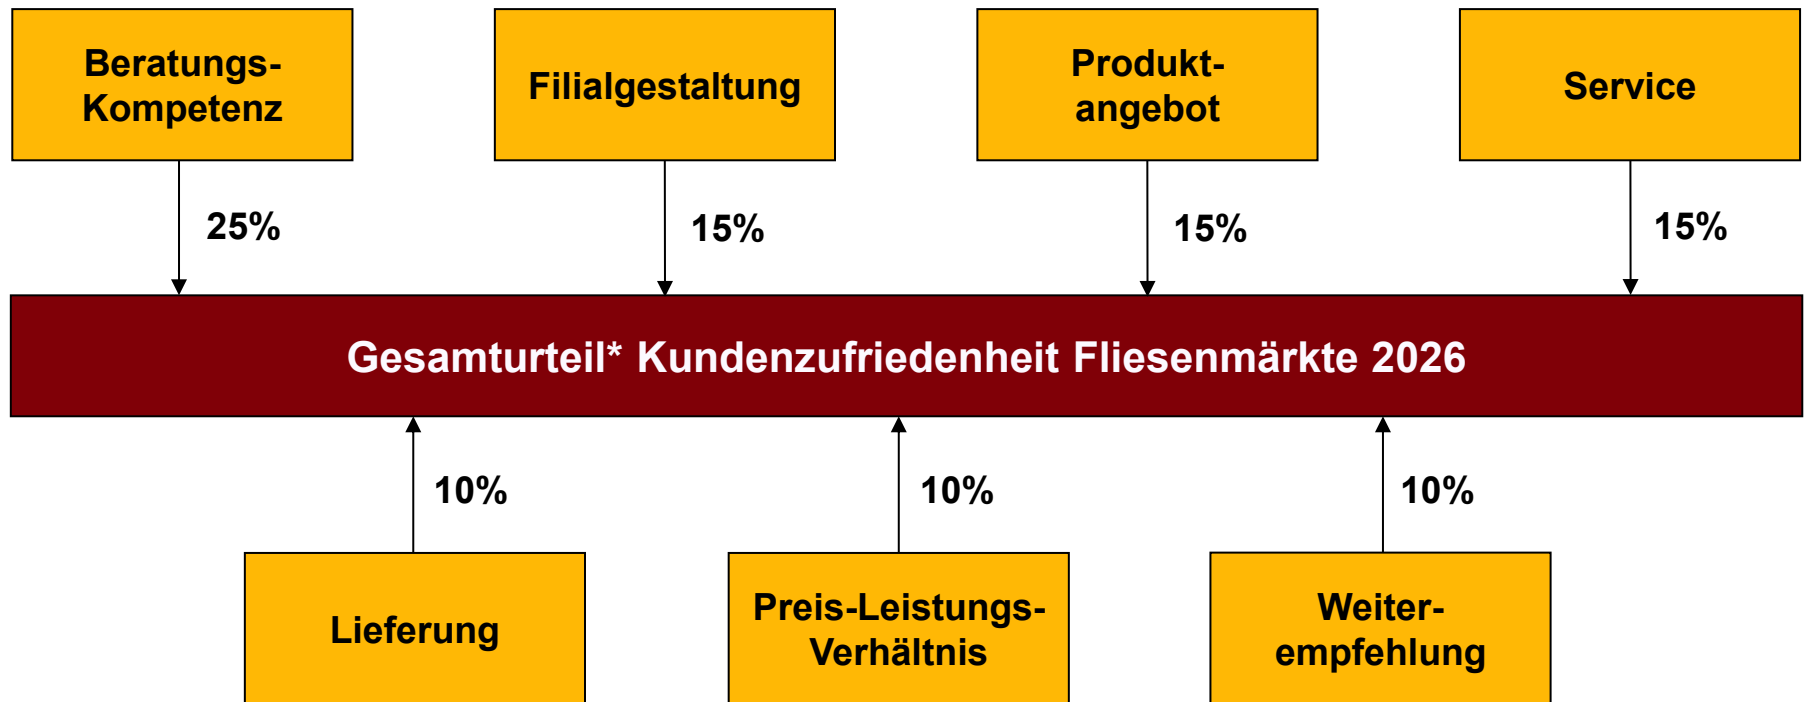 Beratungs-
Kompetenz
Filialgestaltung
Produkt-
angebot
Service
25%
15%
15%
15%
Gesamturteil* Kundenzufriedenheit Fliesenmärkte 2026
10%
10%
10%
Lieferung
Preis-Leistungs-
Verhältnis
Weiter-
empfehlung